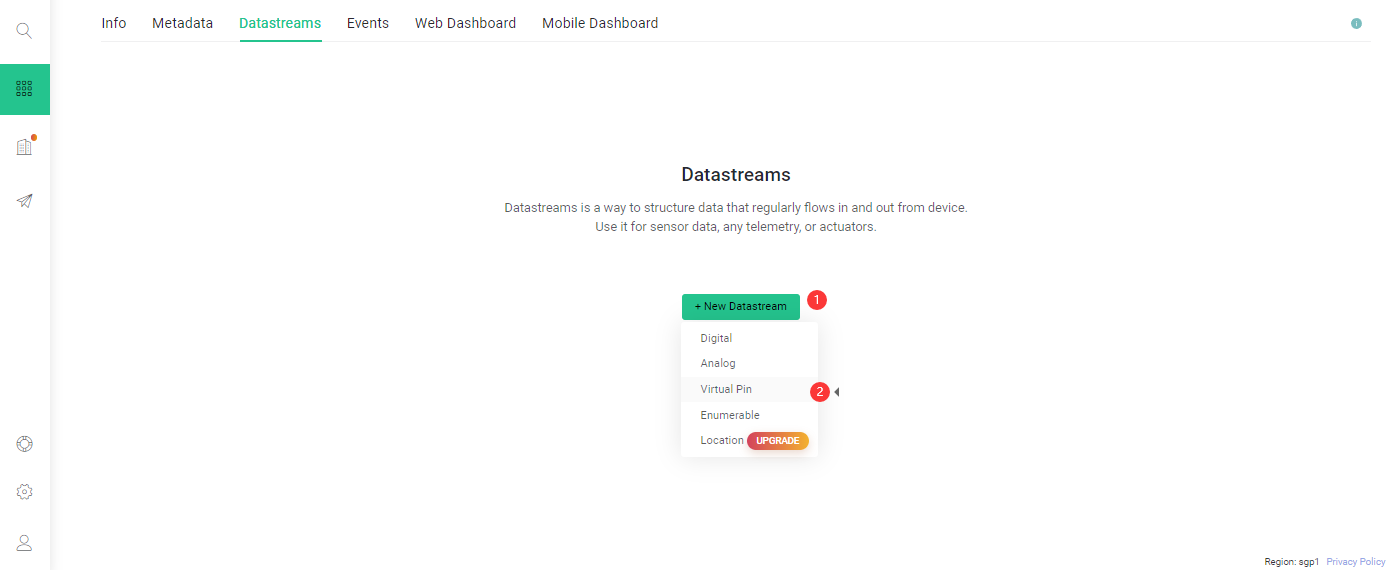 Info Metadata Datastreams Events Web Dashboard Mobile Dashboard
Datastreams
Datastreams is a way to structure data that regularly flows in and out from device.
Use it for sensor data, any telemetry, or actuators.
+ New Datastream 1
Digital
Analog
Virtual Pin 2
Enumerable
Location UPGRADE
Region: sgp1 Privacy Policy